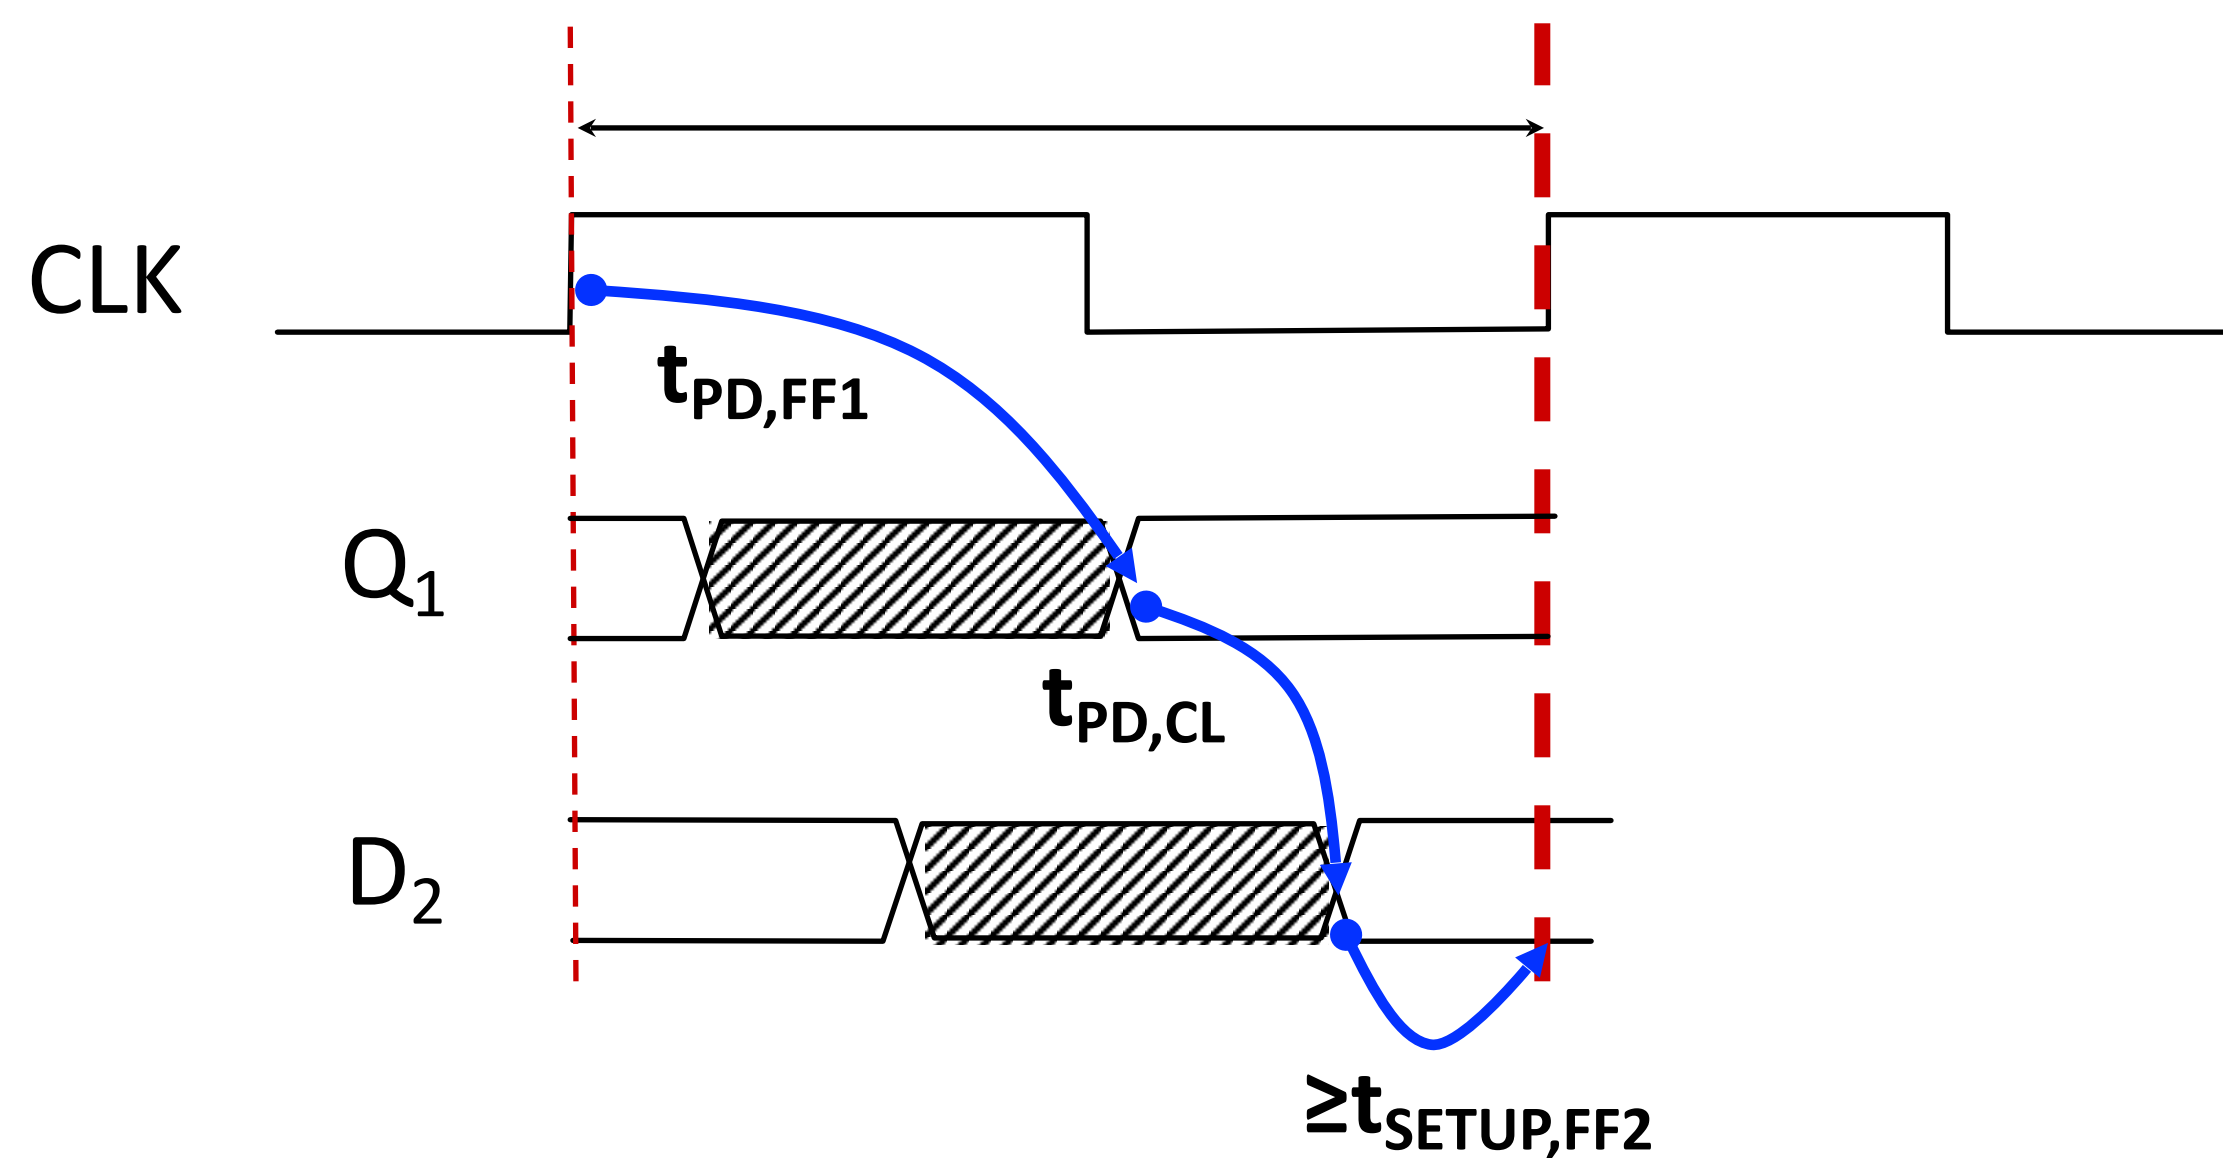 CLK
tPD,FF1
Q1
tPD,CL
D2
≥tSETUP,FF2